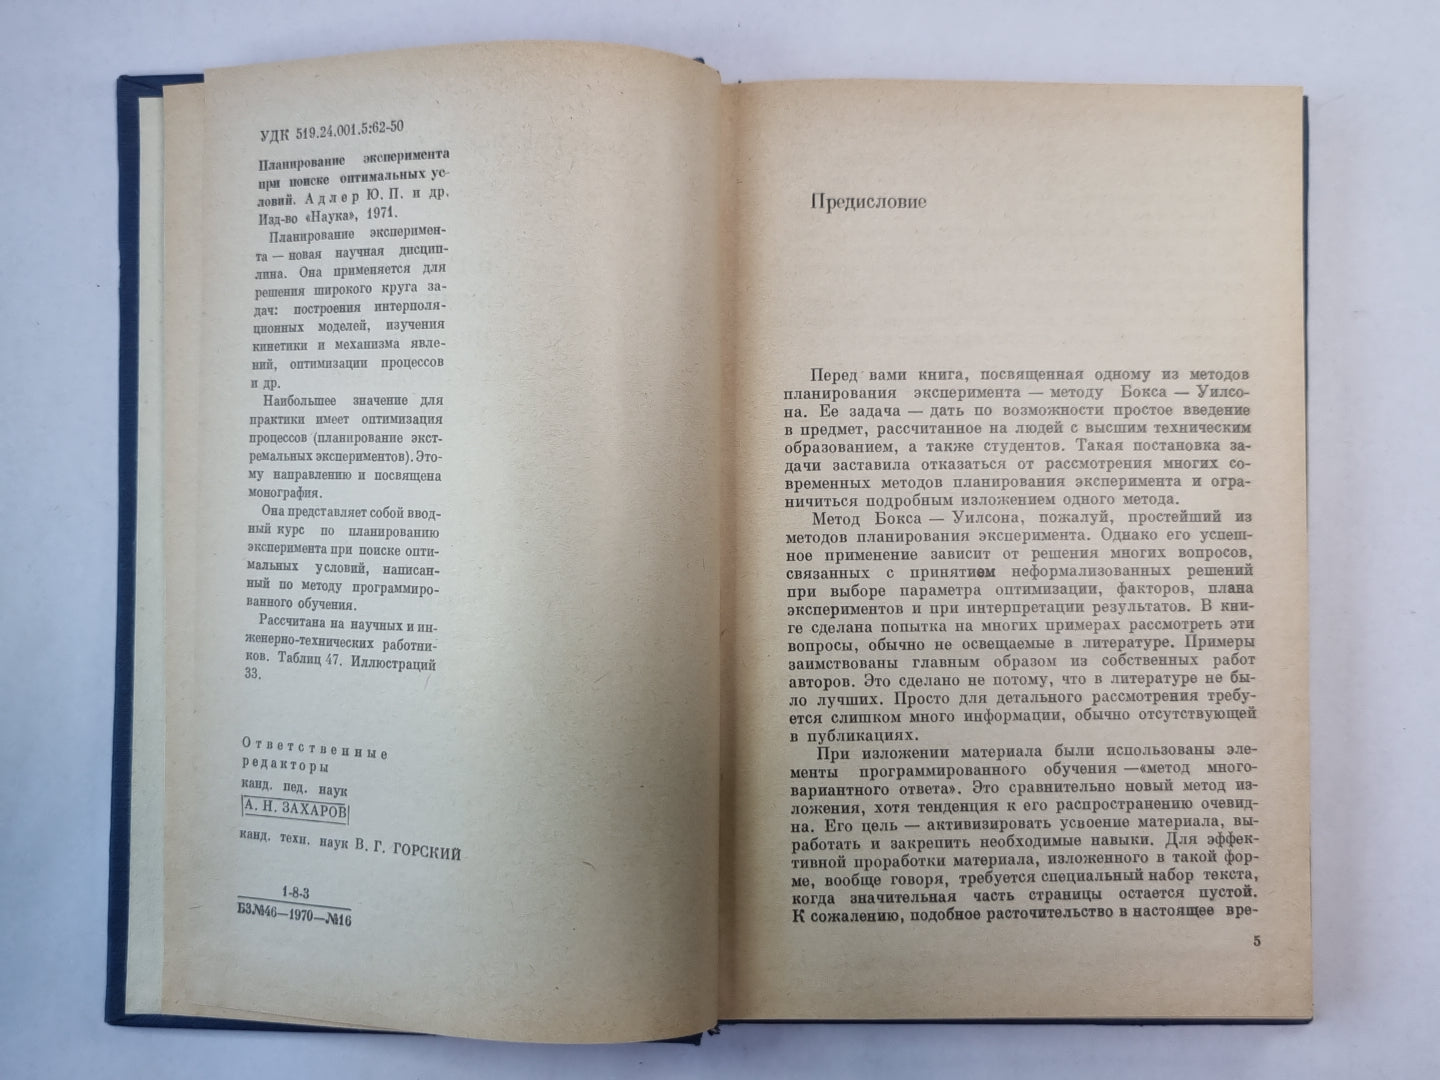 УДК 519.24.001.5:62-50
Планирование эксперимента
при поиске оптимальных ус-
ловий. Адлер Ю. П. и др.
Изд-во «Наука», 1971.
Планирование эксперимен-
та — новая научная дисцип-
лина. Она применяется для
решения широкого круга за-
дач: построения интерполя-
ционных моделей, изучения
кинетики и механизма явле-
ний, оптимизации процессов
и др.
Наибольшее значение для
практики имеет оптимизация
процессов (планирование экст-
ремальных экспериментов). Это-
му направлению и посвящена
монография.
Она представляет собой ввод-
ный курс по планированию
эксперимента при поиске опти-
мальных условий, написан-
ный по методу программиро-
ванного обучения.
Рассчитана на научных и ин-
женерно-технических работни-
ков. Таблиц 47. Иллюстраций
33.
Ответственные
редакторы
канд. пед. наук
А. Н. ЗАХАРОВ
канд. техн. наук В. Г. ГОРСКИЙ
1-8-3
БЗ№46—1970—№16
Предисловие
Перед вами книга, посвященная одному из методов
планирования эксперимента — методу Бокса — Уилсо-
на. Ее задача — дать по возможности простое введение
в предмет, рассчитанное на людей с высшим техническим
образованием, а также студентов. Такая постановка за-
дачи заставила отказаться от рассмотрения многих со-
временных методов планирования эксперимента и огра-
ничиться подробным изложением одного метода.
Метод Бокса — Уилсона, пожалуй, простейший из
методов планирования эксперимента. Однако его успеш-
ное применение зависит от решения многих вопросов,
связанных с принятием неформализованных решений
при выборе параметра оптимизации, факторов, плана
экспериментов и при интерпретации результатов. В кни-
ге сделана попытка на многих примерах рассмотреть эти
вопросы, обычно не освещаемые в литературе. Примеры
заимствованы главным образом из собственных работ
авторов. Это сделано не потому, что в литературе не бы-
ло лучших. Просто для детального рассмотрения требу-
ется слишком много информации, обычно отсутствующей
в публикациях.
При изложении материала были использованы эле-
менты программированного обучения —«метод много-
вариантного ответа». Это сравнительно новый метод из-
ложения, хотя тенденция к его распространению очевид-
на. Его цель — активизировать усвоение материала, вы-
работать и закрепить необходимые навыки. Для эффек-
тивной проработки материала, изложенного в такой фор-
ме, вообще говоря, требуется специальный набор текста,
когда значительная часть страницы остается пустой.
К сожалению, подобное расточительство в настоящее вре-
5